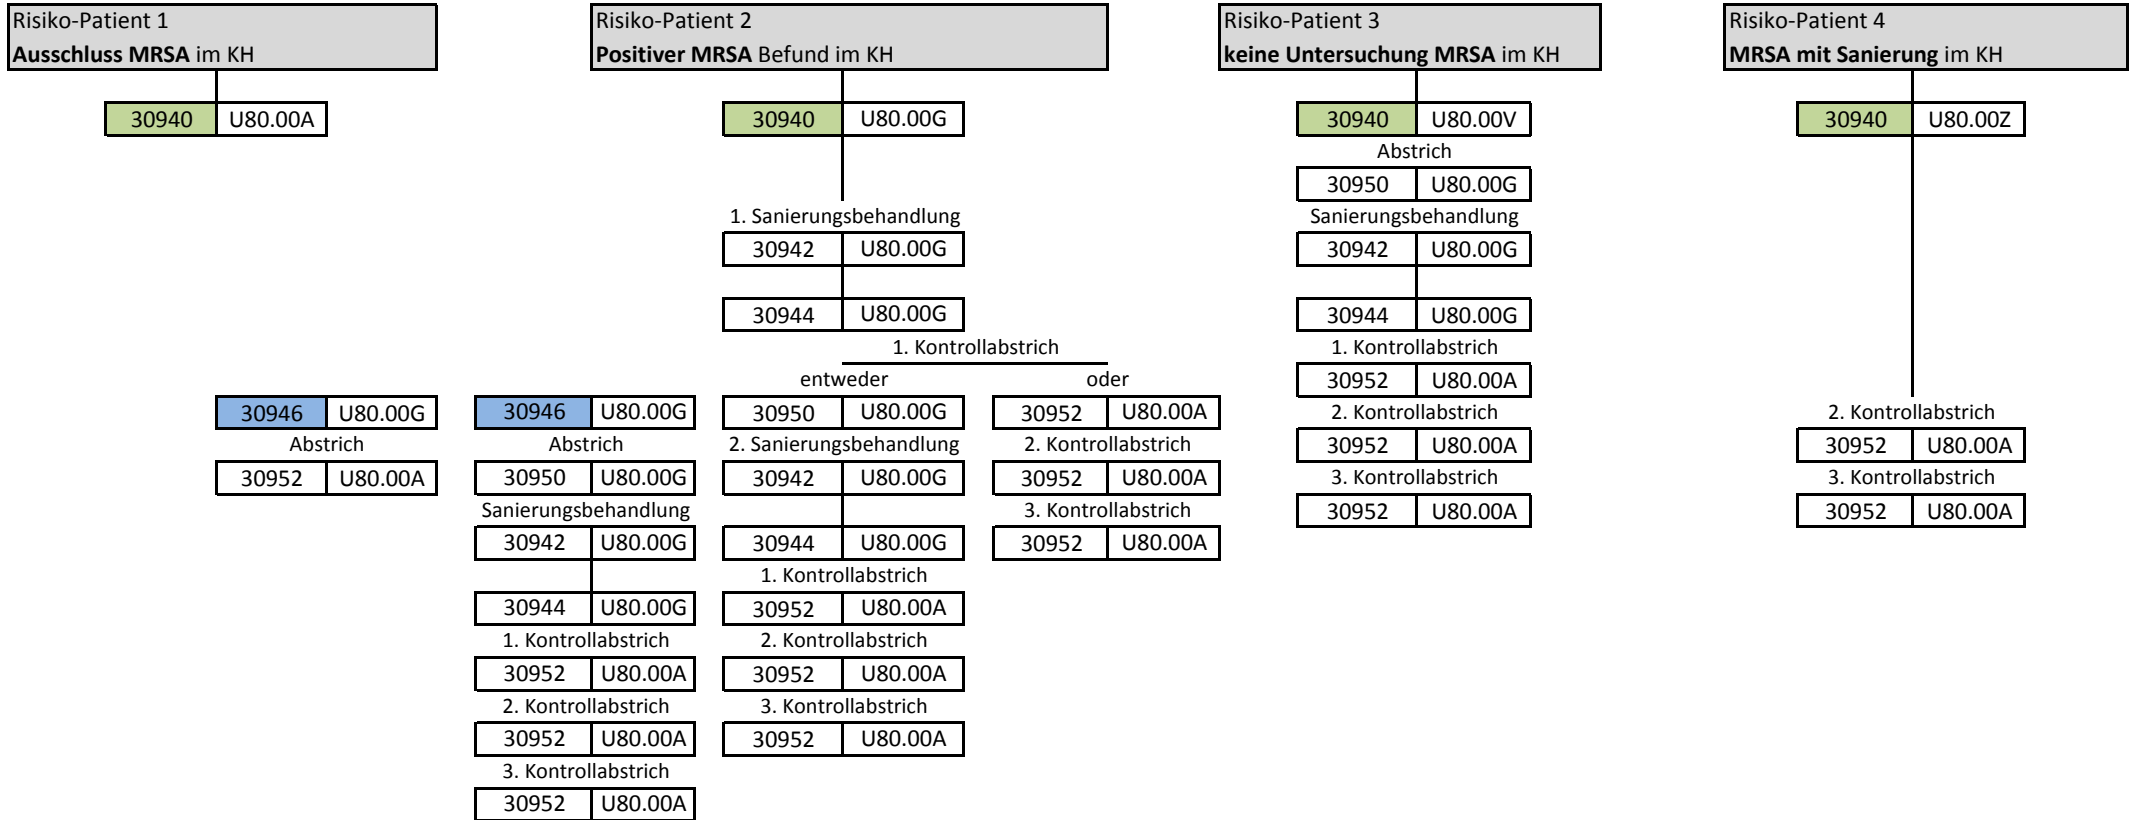 Risiko-Patient 1
Ausschluss MRSA im KH
30940 U80.00A
Risiko-Patient 2
Positiver MRSA Befund im KH
30940 U80.00G
1. Sanierungsbehandlung
30942 U80.00G
30944 U80.00G
1. Kontrollabstrich
entweder
oder
30946 U80.00G
Abstrich
30952 U80.00A
30946 U80.00G
Abstrich
30950 U80.00G
Sanierungsbehandlung
30942 U80.00G
30944 U80.00G
1. Kontrollabstrich
30952 U80.00A
2. Kontrollabstrich
30952 U80.00A
3. Kontrollabstrich
30952 U80.00A
30950 U80.00G
2. Sanierungsbehandlung
30942 U80.00G
30944 U80.00G
1. Kontrollabstrich
30952 U80.00A
2. Kontrollabstrich
30952 U80.00A
3. Kontrollabstrich
30952 U80.00A
30952 U80.00A
2. Kontrollabstrich
30952 U80.00A
3. Kontrollabstrich
30952 U80.00A
Risiko-Patient 3
keine Untersuchung MRSA im KH
30940 U80.00V
Abstrich
30950 U80.00G
Sanierungsbehandlung
30942 U80.00G
30944 U80.00G
1. Kontrollabstrich
30952 U80.00A
2. Kontrollabstrich
30952 U80.00A
3. Kontrollabstrich
30952 U80.00A
Risiko-Patient 4
MRSA mit Sanierung im KH
30940 U80.00Z
2. Kontrollabstrich
30952 U80.00A
3. Kontrollabstrich
30952 U80.00A